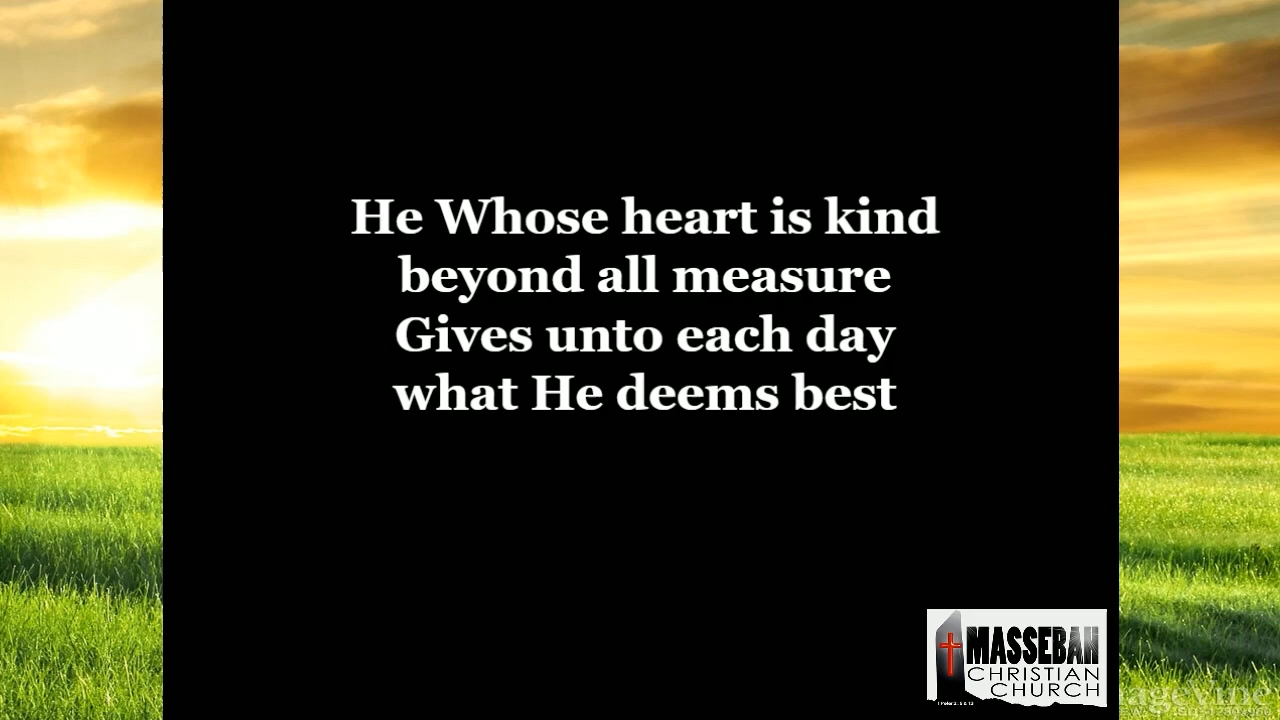 He Whose heart is kind
beyond all measure
Gives unto each day
what He deems best
MASSEBAH
CHRISTIAN
CHURCH